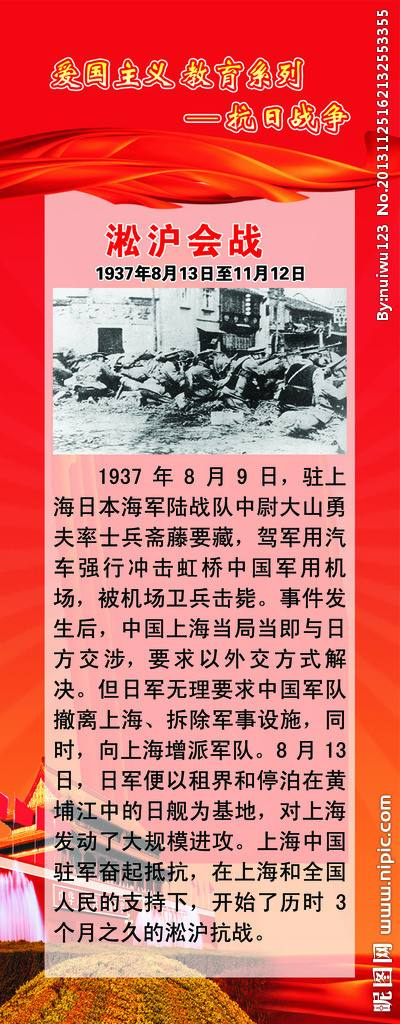 爱国主义 教育系列
——抗日战争
淞沪会战
1937年8月13日至11月12日
1937 年 8 月 9 日，驻上
海日本海军陆战队中尉大山勇
夫率士兵斋藤要藏，驾军用汽
车强行冲击虹桥中国军用机
场，被机场卫兵击毙。事件发
生后，中国上海当局当即与日
方交涉，要求以外交方式解
决。但日军无理要求中国军队
撤离上海、拆除军事设施，同
时，向上海增派军队。8 月 13
日，日军便以租界和停泊在黄
埔江中的日舰为基地，对上海
发动了大规模进攻。上海中国
驻军奋起抵抗，在上海和全国
人民的支持下，开始了历时 3
个月之久的淞沪抗战。
By:nuiwu123 No.20131125162132553355
昵图网 www.nipic.com